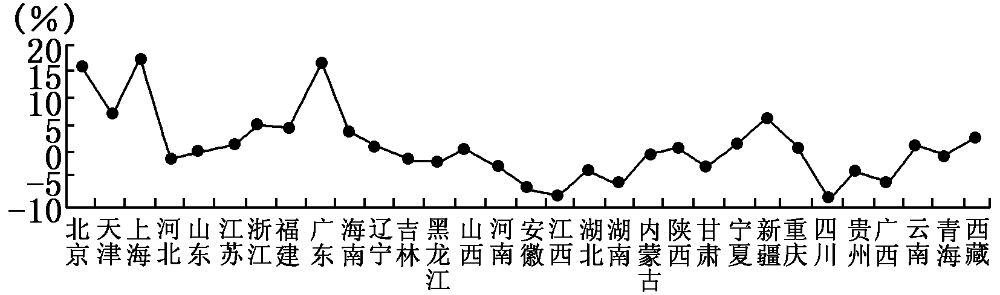 (%)
20
15
10
5
0
−5
−10
北京
天津
上海
河北
山东
江苏
浙江
福建
广东
海南
辽宁
吉林
黑龙江
山西
河南
安徽
江西
湖北
湖南
内蒙古
陕西
甘肃
宁夏
新疆
重庆
四川
贵州
广西
云南
青海
西藏